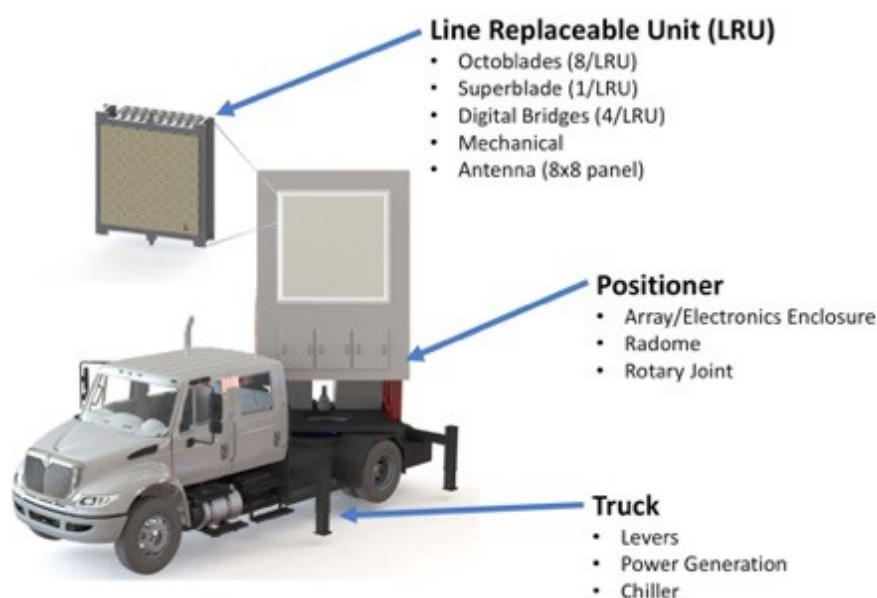 Line Replaceable Unit (LRU)
• Octoblades (8/LRU)
• Superblade (1/LRU)
• Digital Bridges (4/LRU)
• Mechanical
• Antenna (8x8 panel)
Positioner
• Array/Electronics Enclosure
• Radome
• Rotary Joint
Truck
• Levers
• Power Generation
• Chiller